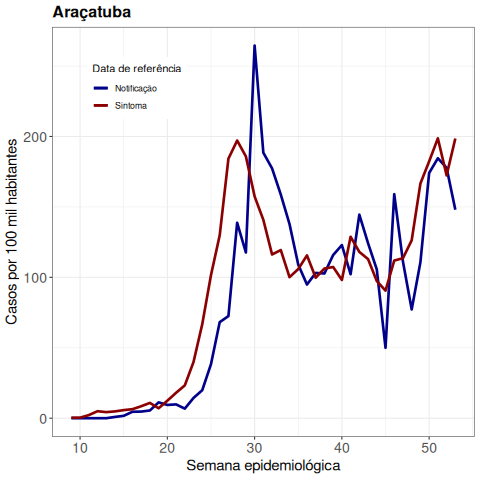 Araçatuba
Data de referência
Notificação
Sintoma
Casos por 100 mil habitantes
200
100
0
10
20
30
40
50
Semana epidemiológica